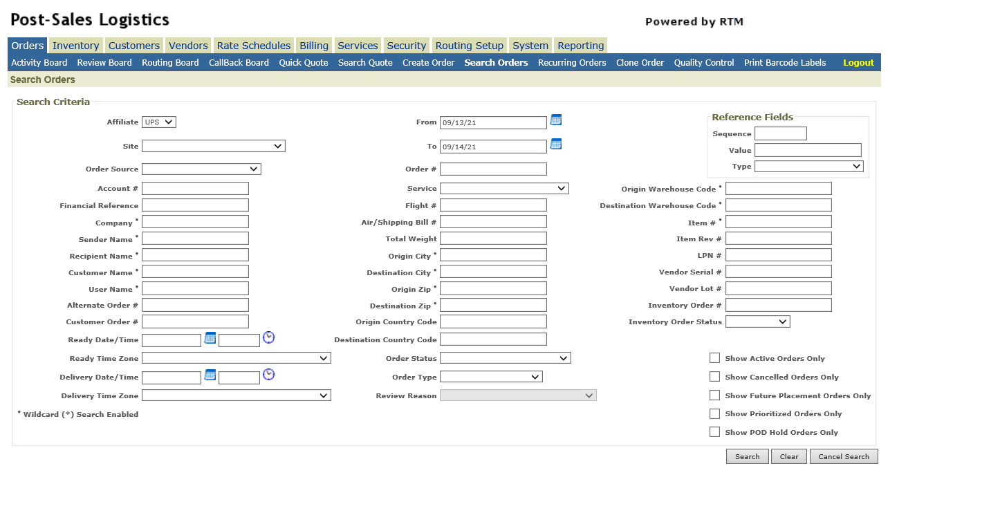 Post-Sales Logistics
Powered by RTM
Orders Inventory Customers Vendors Rate Schedules Billing Services Security Routing Setup System Reporting
Activity Board Review Board Routing Board CallBack Board Quick Quote Search Quote Create Order Search Orders Recurring Orders Clone Order Quality Control Print Barcode Labels Logout
Search Orders
Search Criteria
Affiliate UPS
Site
Order Source
Account #
Financial Reference
Company *
Sender Name *
Recipient Name *
Customer Name *
User Name *
Alternate Order #
Customer Order #
Ready Date/Time
Ready Time Zone
Delivery Date/Time
Delivery Time Zone
* Wildcard (*) Search Enabled
From 09/13/21
To 09/14/21
Order #
Service
Flight #
Air/Shipping Bill #
Total Weight
Origin City *
Destination City *
Origin Zip *
Destination Zip *
Origin Country Code
Destination Country Code
Order Status
Order Type
Review Reason
Reference Fields
Sequence
Value
Type
Origin Warehouse Code *
Destination Warehouse Code *
Item # *
Item Rev #
LPN #
Vendor Serial #
Vendor Lot #
Inventory Order #
Inventory Order Status
Show Active Orders Only
Show Cancelled Orders Only
Show Future Placement Orders Only
Show Prioritized Orders Only
Show POD Hold Orders Only
Search Clear Cancel Search